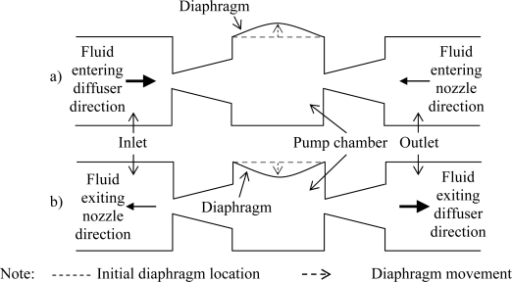 Diaphragm
a)
Fluid
entering
diffuser
direction
Fluid
entering
nozzle
direction
Inlet
Pump chamber
Outlet
b)
Fluid
exiting
nozzle
direction
Diaphragm
Fluid
exiting
diffuser
direction
Note: Initial diaphragm location Diaphragm movement